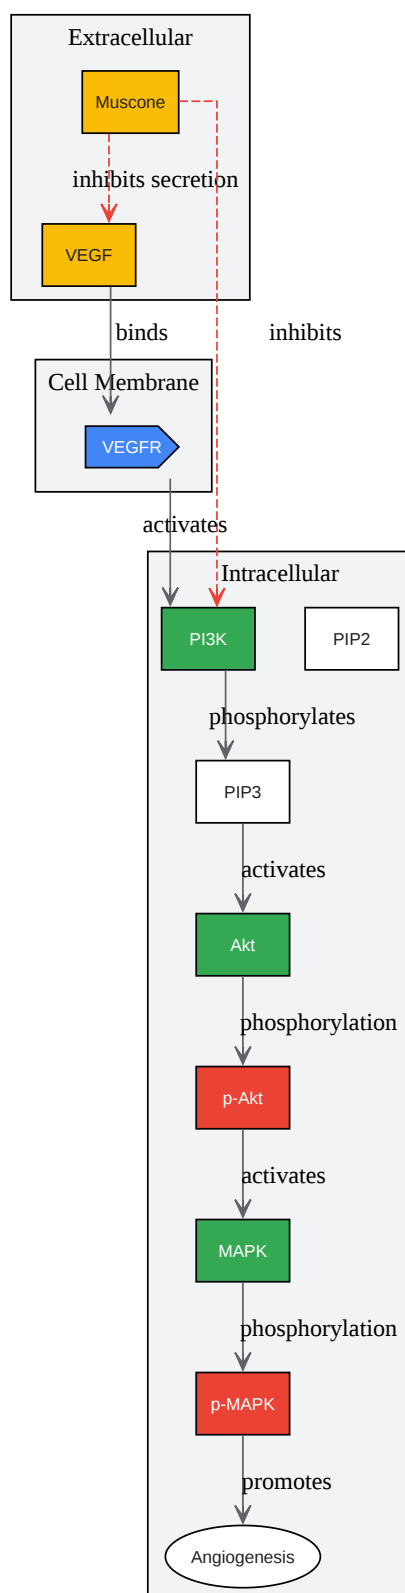 Extracellular
Muscone
inhibits secretion
VEGF
binds
inhibits
Cell Membrane
VEGFR
activates
Intracellular
PI3K
PIP2
phosphorylates
PIP3
activates
Akt
phosphorylation
p-Akt
activates
MAPK
phosphorylation
p-MAPK
promotes
Angiogenesis